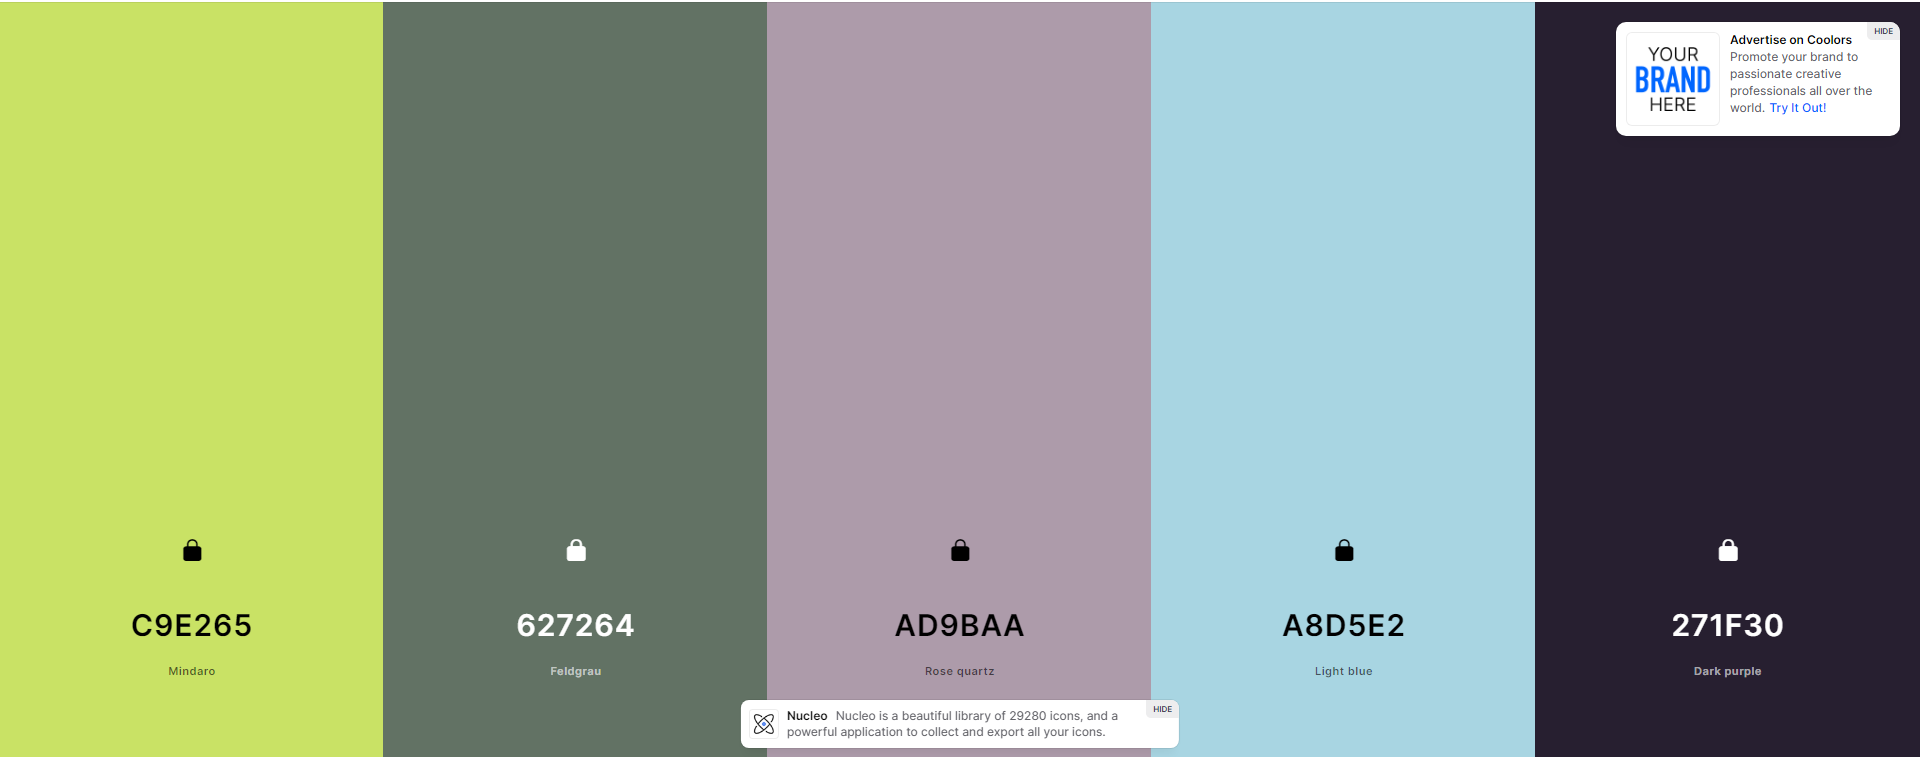 YOUR
BRAND
HERE
Advertise on Coolors
HIDE
Promote your brand to
passionate creative
professionals all over the
world. Try It Out!
C9E265
Mindaro
627264
Feldgrau
AD9BAA
Rose quartz
A8D5E2
Light blue
271F30
Dark purple
Nucleo Nucleo is a beautiful library of 29280 icons, and a
powerful application to collect and export all your icons.
HIDE